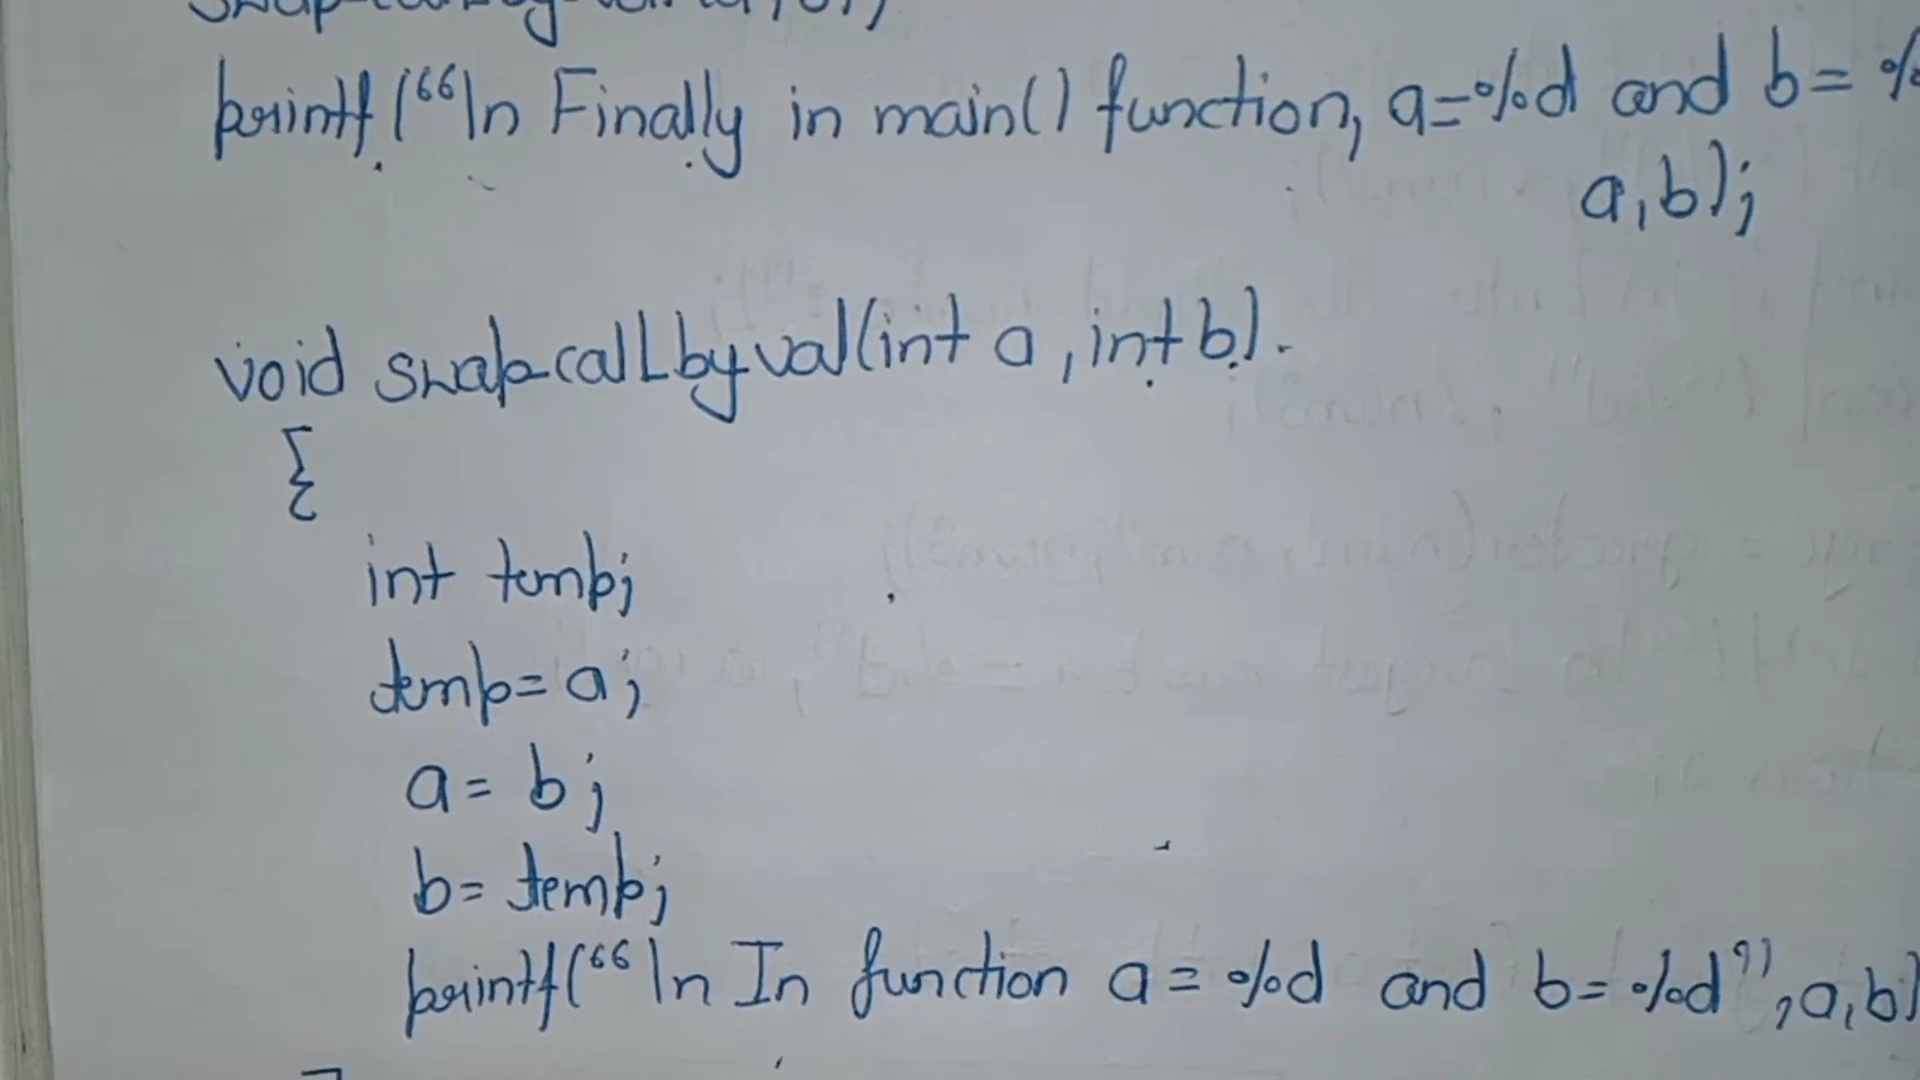 printf ("\n Finally in main() function, a=%d and b= %
a,b);
void swapcallbyval(int a, int b).
{
int temp;
temp= a;
a= b;
b= temp;
printf("\n In function a= %d and b= %d", a, b)